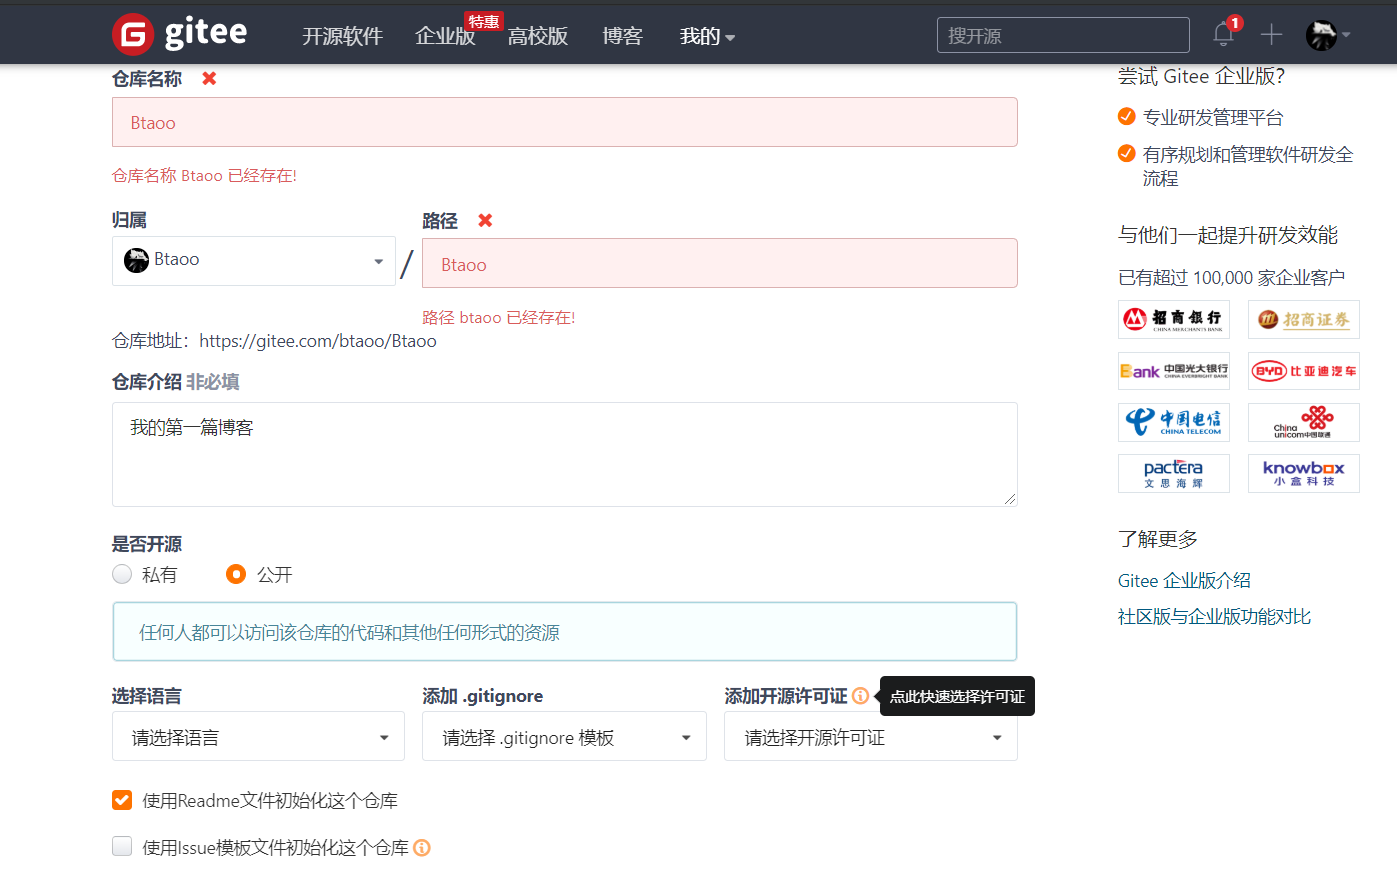 gitee
开源软件
企业版
特惠
高校版
博客
我的
搜开源
1
仓库名称
Btaoo
仓库名称 Btaoo 已经存在!
归属
Btaoo
/
路径
Btaoo
路径 btaoo 已经存在!
仓库地址：https://gitee.com/btaoo/Btaoo
仓库介绍 非必填
我的第一篇博客
是否开源
私有
公开
任何人都可以访问该仓库的代码和其他任何形式的资源
选择语言
请选择语言
添加 .gitignore
请选择 .gitignore 模板
添加开源许可证
点此快速选择许可证
请选择开源许可证
使用Readme文件初始化这个仓库
使用Issue模板文件初始化这个仓库
尝试 Gitee 企业版?
专业研发管理平台
有序规划和管理软件研发全
流程
与他们一起提升研发效能
已有超过 100,000 家企业客户
招商银行
CHINA MERCHANTS BANK
招商证券
Bank 中国光大银行
CHINA EVERBRIGHT BANK
BYD 比亚迪汽车
中国电信
CHINA TELECOM
China
unicom中国联通
pactera
文思海辉
knowbox
小盒科技
了解更多
Gitee 企业版介绍
社区版与企业版功能对比